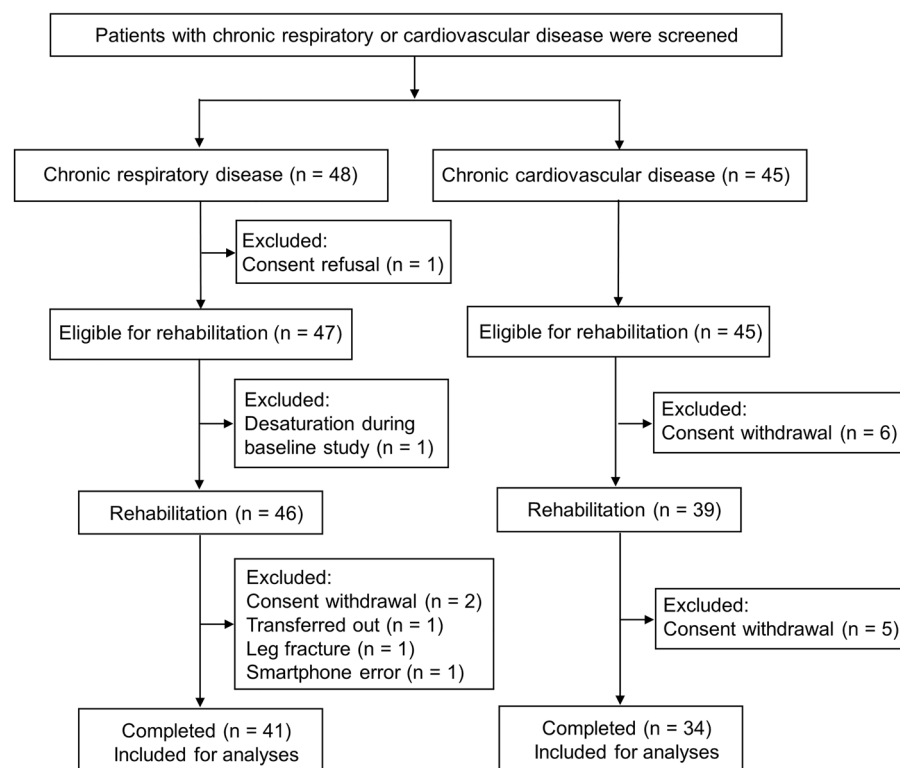 Patients with chronic respiratory or cardiovascular disease were screened
Chronic respiratory disease (n = 48)
Chronic cardiovascular disease (n = 45)
Excluded:
Consent refusal (n = 1)
Eligible for rehabilitation (n = 47)
Eligible for rehabilitation (n = 45)
Excluded:
Desaturation during
baseline study (n = 1)
Excluded:
Consent withdrawal (n = 6)
Rehabilitation (n = 46)
Rehabilitation (n = 39)
Excluded:
Consent withdrawal (n = 2)
Transferred out (n = 1)
Leg fracture (n = 1)
Smartphone error (n = 1)
Excluded:
Consent withdrawal (n = 5)
Completed (n = 41)
Included for analyses
Completed (n = 34)
Included for analyses